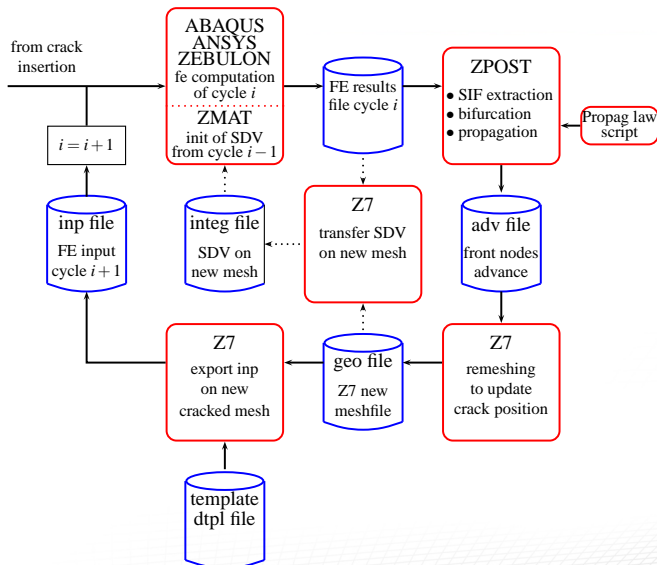 from crack
insertion
ABAQUS
ANSYS
ZEBULON
fe computation
of cycle i
ZMAT
init of SDV
from cycle i−1
FE results
file cycle i
ZPOST
● SIF extraction
● bifurcation
● propagation
Propag law
script
i = i+1
inp file
FE input
cycle i+1
integ file
SDV on
new mesh
Z7
transfer SDV
on new mesh
adv file
front nodes
advance
Z7
export inp
on new
cracked mesh
geo file
Z7 new
meshfile
Z7
remeshing
to update
crack position
template
dtpl file